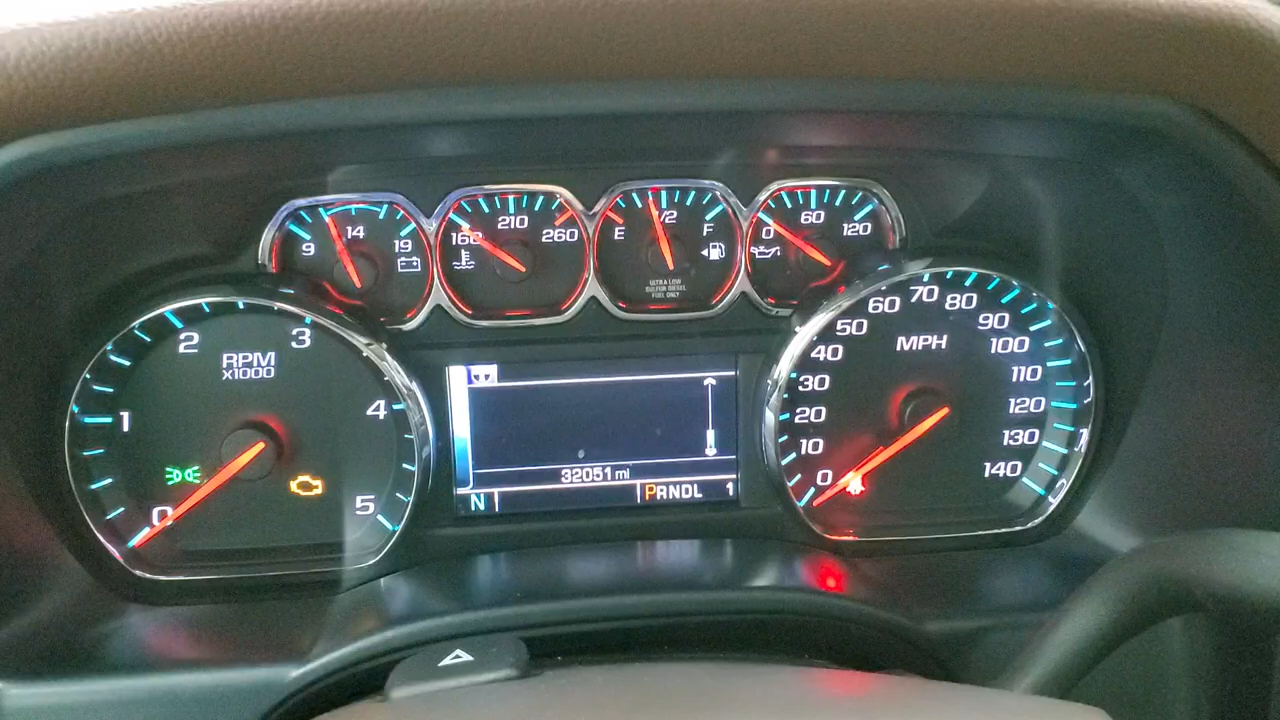 9 14 19
160 210 260
E 1/2 F
ULTRA LOW
SULFUR DIESEL
FUEL ONLY
0 60 120
0 1 2 3 4 5
RPM
x1000
0 10 20 30 40 50 60 70 80 90 100 110 120 130 140
MPH
32051 mi
N PRNDL 1